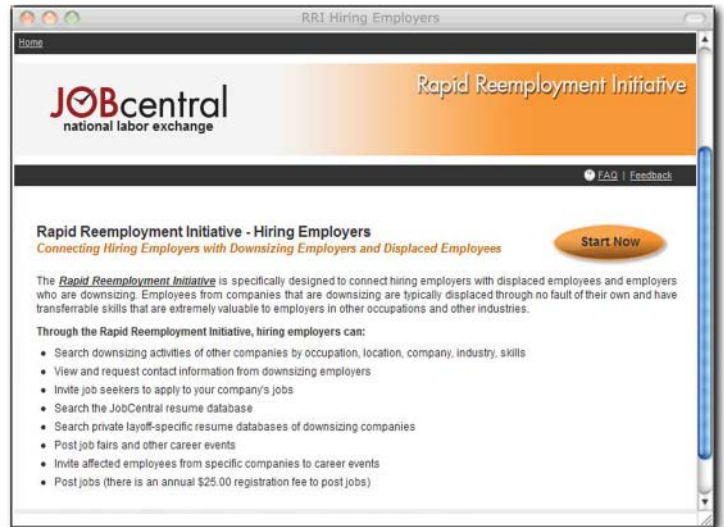 RRI Hiring Employers
Home
JOBcentral
national labor exchange
Rapid Reemployment Initiative
? FAQ | Feedback
Rapid Reemployment Initiative - Hiring Employers
Connecting Hiring Employers with Downsizing Employers and Displaced Employees
Start Now
The Rapid Reemployment Initiative is specifically designed to connect hiring employers with displaced employees and employers
who are downsizing. Employees from companies that are downsizing are typically displaced through no fault of their own and have
transferrable skills that are extremely valuable to employers in other occupations and other industries.
Through the Rapid Reemployment Initiative, hiring employers can:
• Search downsizing activities of other companies by occupation, location, company, industry, skills
• View and request contact information from downsizing employers
• Invite job seekers to apply to your company's jobs
• Search the JobCentral resume database
• Search private layoff-specific resume databases of downsizing companies
• Post job fairs and other career events
• Invite affected employees from specific companies to career events
• Post jobs (there is an annual $25.00 registration fee to post jobs)